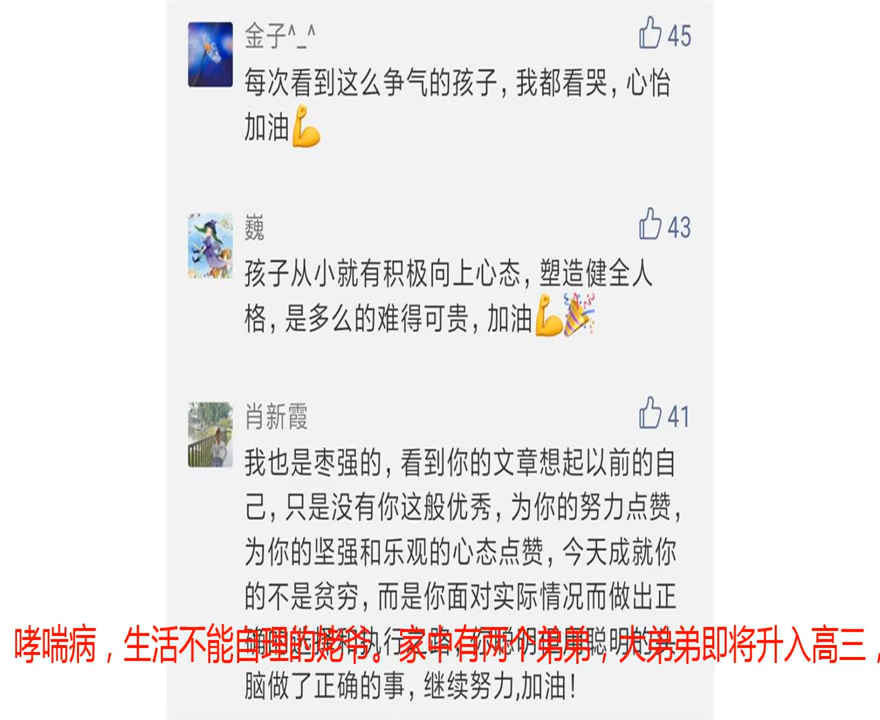 金子^_^
45
每次看到这么争气的孩子,我都看哭,心怡
加油💪
巍
43
孩子从小就有积极向上心态,塑造健全人
格,是多么的难得可贵,加油💪🎉
肖新霞
41
我也是枣强的,看到你的文章想起以前的自
己,只是没有你这般优秀,为你的努力点赞,
为你的坚强和乐观的心态点赞,今天成就你
的不是贫穷,而是你面对实际情况而做出正
哮喘病，生活不能自理的姥爷。家中有两个弟弟，大弟弟即将升入高三，
脑做了正确的事,继续努力,加油!